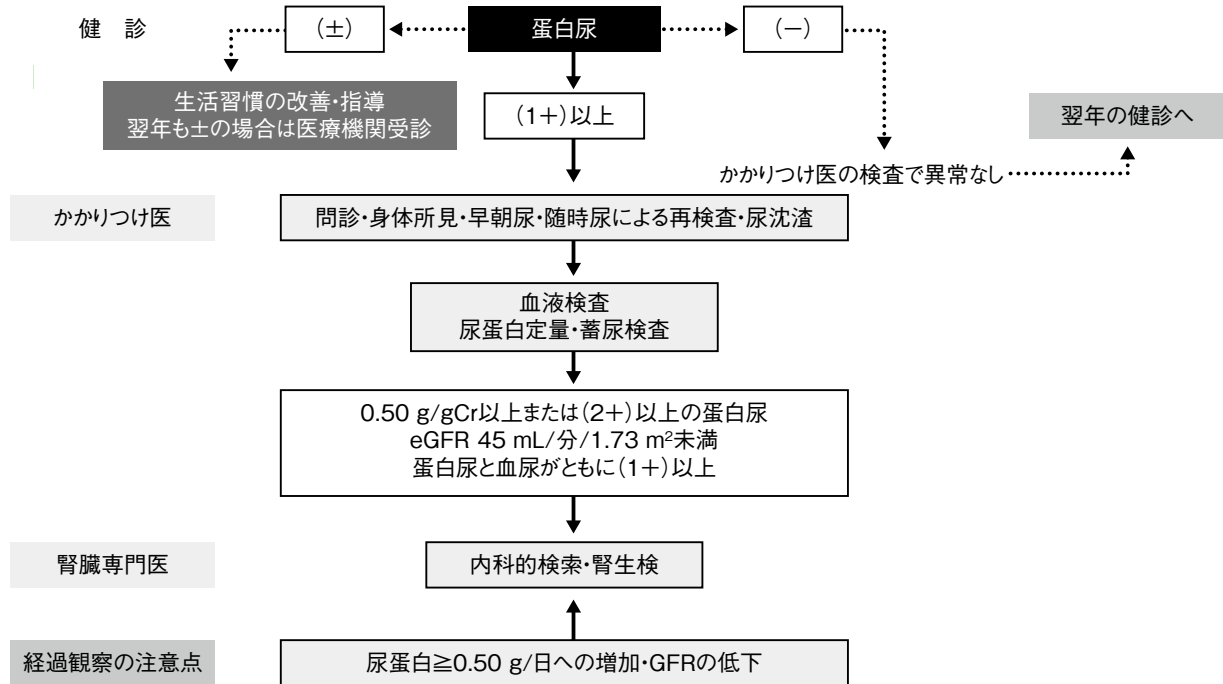 健 診
(±)
蛋白尿
(−)
生活習慣の改善・指導
翌年も±の場合は医療機関受診
(1+)以上
翌年の健診へ
かかりつけ医の検査で異常なし
かかりつけ医
問診・身体所見・早朝尿・随時尿による再検査・尿沈渣
血液検査
尿蛋白定量・蓄尿検査
0.50 g/gCr以上または(2+)以上の蛋白尿
eGFR 45 mL/分/1.73 m²未満
蛋白尿と血尿がともに(1+)以上
腎臓専門医
内科的検索・腎生検
経過観察の注意点
尿蛋白≧0.50 g/日への増加・GFRの低下